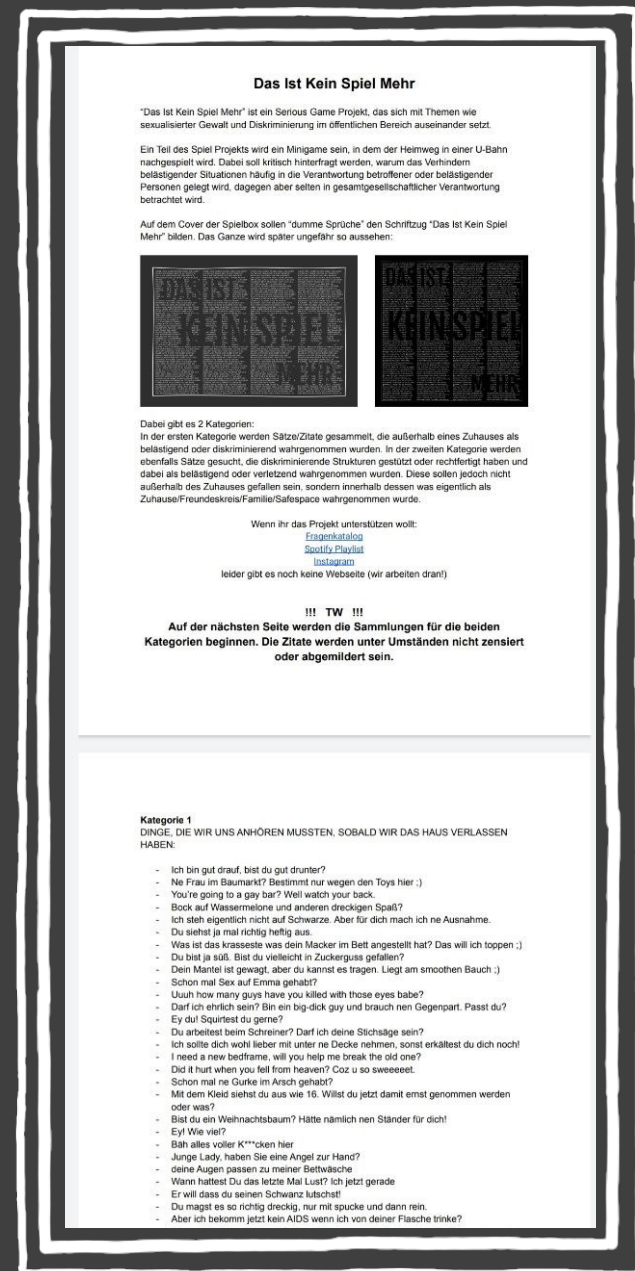 Das Ist Kein Spiel Mehr
“Das Ist Kein Spiel Mehr” ist ein Serious Game Projekt, das sich mit Themen wie
sexualisierter Gewalt und Diskriminierung im öffentlichen Bereich auseinander setzt.
Ein Teil des Spiel Projekts wird ein Minigame sein, in dem der Heimweg in einer U-Bahn
nachgespielt wird. Dabei soll kritisch hinterfragt werden, warum das Verhindern
belästigender Situationen häufig in die Verantwortung betroffener oder belästigender
Personen gelegt wird, dagegen aber selten in gesamtgesellschaftlicher Verantwortung
betrachtet wird.
Auf dem Cover der Spielbox sollen “dumme Sprüche” den Schriftzug “Das Ist Kein Spiel
Mehr” bilden. Das Ganze wird später ungefähr so aussehen:
DAS IST
KEIN SPIEL
MEHR
DAS IST
KEIN SPIEL
MEHR
Dabei gibt es 2 Kategorien:
In der ersten Kategorie werden Sätze/Zitate gesammelt, die außerhalb eines Zuhauses als
belästigend oder diskriminierend wahrgenommen wurden. In der zweiten Kategorie werden
ebenfalls Sätze gesucht, die diskriminierende Strukturen gestützt oder rechtfertigt haben und
dabei als belästigend oder verletzend wahrgenommen wurden. Diese sollen jedoch nicht
außerhalb des Zuhauses gefallen sein, sondern innerhalb dessen was eigentlich als
Zuhause/Freundeskreis/Familie/Safespace wahrgenommen wurde.
Wenn ihr das Projekt unterstützen wollt:
Fragenkatalog
Spotify Playlist
Instagram
leider gibt es noch keine Webseite (wir arbeiten dran!)
!!! TW !!!
Auf der nächsten Seite werden die Sammlungen für die beiden
Kategorien beginnen. Die Zitate werden unter Umständen nicht zensiert
oder abgemildert sein.
Kategorie 1
DINGE, DIE WIR UNS ANHÖREN MUSSTEN, SOBALD WIR DAS HAUS VERLASSEN
HABEN:
- Ich bin gut drauf, bist du gut drunter?
- Ne Frau im Baumarkt? Bestimmt nur wegen den Toys hier ;)
- You’re going to a gay bar? Well watch your back.
- Bock auf Wassermelone und anderen dreckigen Spaß?
- Ich steh eigentlich nicht auf Schwarze. Aber für dich mach ich ne Ausnahme.
- Du siehst ja mal richtig heftig aus.
- Was ist das krasseste was dein Macker im Bett angestellt hat? Das will ich toppen ;)
- Du bist ja süß. Bist du vielleicht in Zuckerguss gefallen?
- Dein Mantel ist gewagt, aber du kannst es tragen. Liegt am smoothen Bauch ;)
- Schon mal Sex auf Emma gehabt?
- Uuuh how many guys have you killed with those eyes babe?
- Darf ich ehrlich sein? Bin ein big-dick guy und brauch nen Gegenpart. Passt du?
- Ey du! Squirtest du gerne?
- Du arbeitest beim Schreiner? Darf ich deine Stichsäge sein?
- Ich sollte dich wohl lieber mit unter ne Decke nehmen, sonst erkältest du dich noch!
- I need a new bedframe, will you help me break the old one?
- Did it hurt when you fell from heaven? Coz u so sweeeeet.
- Schon mal ne Gurke im Arsch gehabt?
- Mit dem Kleid siehst du aus wie 16. Willst du jetzt damit ernst genommen werden
oder was?
- Bist du ein Weihnachtsbaum? Hätte nämlich nen Ständer für dich!
- Ey! Wie viel?
- Bäh alles voller K***cken hier
- Junge Lady, haben Sie eine Angel zur Hand?
- deine Augen passen zu meiner Bettwäsche
- Wann hattest Du das letzte Mal Lust? Ich jetzt gerade
- Er will dass du seinen Schwanz lutschst!
- Du magst es so richtig dreckig, nur mit spucke und dann rein.
- Aber ich bekomm jetzt kein AIDS wenn ich von deiner Flasche trinke?